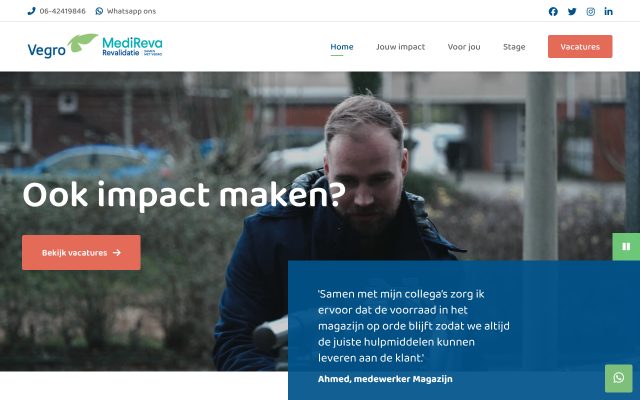 06-42419846 Whatsapp ons
Vegro MediReva
Revalidatie
Home Jouw impact Voor jou Stage Vacatures
Ook impact maken?
Bekijk vacatures
'Samen met mijn collega's zorg ik
ervoor dat de voorraad in het
magazijn op orde blijft zodat we altijd
de juiste hulpmiddelen kunnen
leveren aan de klant.'
Ahmed, medewerker Magazijn